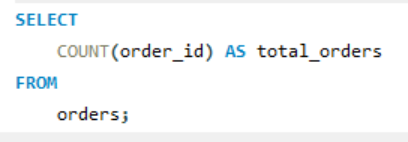 SELECT
    COUNT(order_id) AS total_orders
FROM
    orders;